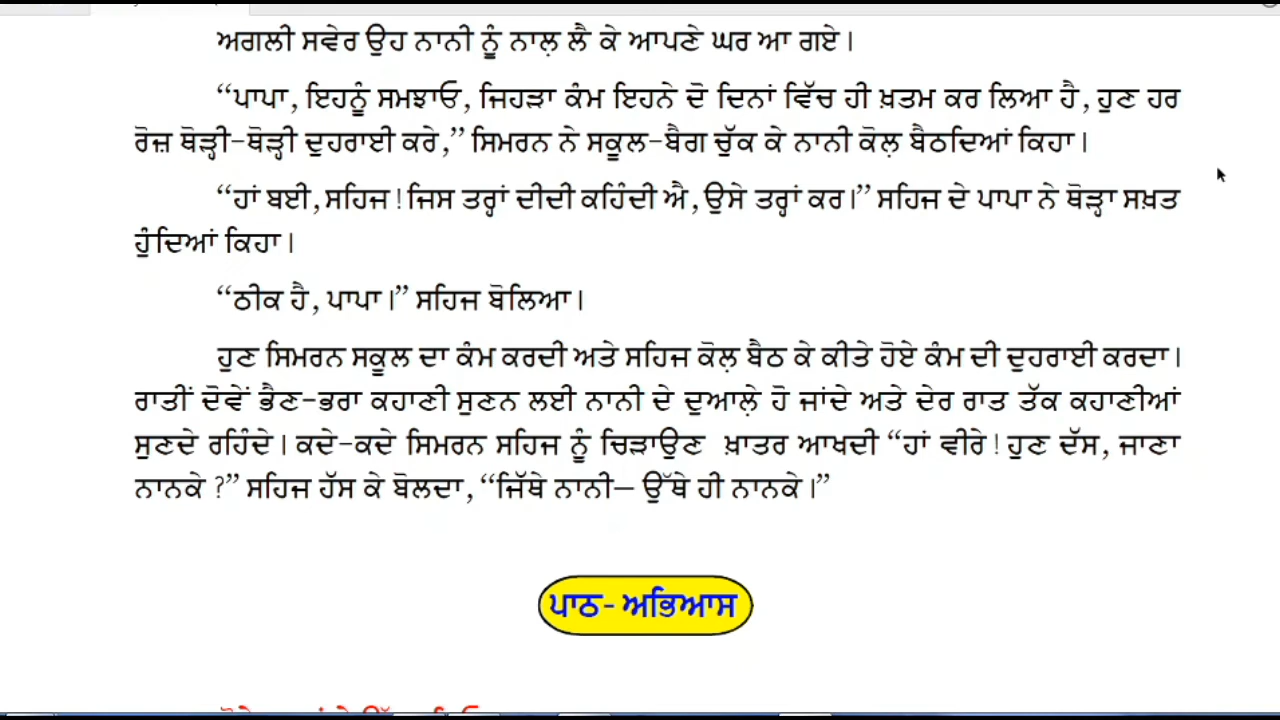 ਅਗਲੀ ਸਵੇਰ ਉਹ ਨਾਨੀ ਨੂੰ ਨਾਲ਼ ਲੈ ਕੇ ਆਪਣੇ ਘਰ ਆ ਗਏ।
“ਪਾਪਾ, ਇਹਨੂੰ ਸਮਝਾਓ, ਜਿਹੜਾ ਕੰਮ ਇਹਨੇ ਦੋ ਦਿਨਾਂ ਵਿੱਚ ਹੀ ਖ਼ਤਮ ਕਰ ਲਿਆ ਹੈ, ਹੁਣ ਹਰ
ਰੋਜ਼ ਥੋੜ੍ਹੀ-ਥੋੜ੍ਹੀ ਦੁਹਰਾਈ ਕਰੇ,” ਸਿਮਰਨ ਨੇ ਸਕੂਲ-ਬੈਗ ਚੁੱਕ ਕੇ ਨਾਨੀ ਕੋਲ਼ ਬੈਠਦਿਆਂ ਕਿਹਾ।
“ਹਾਂ ਬਈ, ਸਹਿਜ! ਜਿਸ ਤਰ੍ਹਾਂ ਦੀਦੀ ਕਹਿੰਦੀ ਐ, ਉਸੇ ਤਰ੍ਹਾਂ ਕਰ।” ਸਹਿਜ ਦੇ ਪਾਪਾ ਨੇ ਥੋੜ੍ਹਾ ਸਖ਼ਤ
ਹੁੰਦਿਆਂ ਕਿਹਾ।
“ਠੀਕ ਹੈ, ਪਾਪਾ।” ਸਹਿਜ ਬੋਲਿਆ।
ਹੁਣ ਸਿਮਰਨ ਸਕੂਲ ਦਾ ਕੰਮ ਕਰਦੀ ਅਤੇ ਸਹਿਜ ਕੋਲ਼ ਬੈਠ ਕੇ ਕੀਤੇ ਹੋਏ ਕੰਮ ਦੀ ਦੁਹਰਾਈ ਕਰਦਾ।
ਰਾਤੀਂ ਦੋਵੇਂ ਭੈਣ-ਭਰਾ ਕਹਾਣੀ ਸੁਣਨ ਲਈ ਨਾਨੀ ਦੇ ਦੁਆਲ਼ੇ ਹੋ ਜਾਂਦੇ ਅਤੇ ਦੇਰ ਰਾਤ ਤੱਕ ਕਹਾਣੀਆਂ
ਸੁਣਦੇ ਰਹਿੰਦੇ। ਕਦੇ-ਕਦੇ ਸਿਮਰਨ ਸਹਿਜ ਨੂੰ ਚਿੜਾਉਣ ਖ਼ਾਤਰ ਆਖਦੀ “ਹਾਂ ਵੀਰੇ! ਹੁਣ ਦੱਸ, ਜਾਣਾ
ਨਾਨਕੇ?” ਸਹਿਜ ਹੱਸ ਕੇ ਬੋਲਦਾ, “ਜਿੱਥੇ ਨਾਨੀ– ਉੱਥੇ ਹੀ ਨਾਨਕੇ।”
ਪਾਠ- ਅਭਿਆਸ